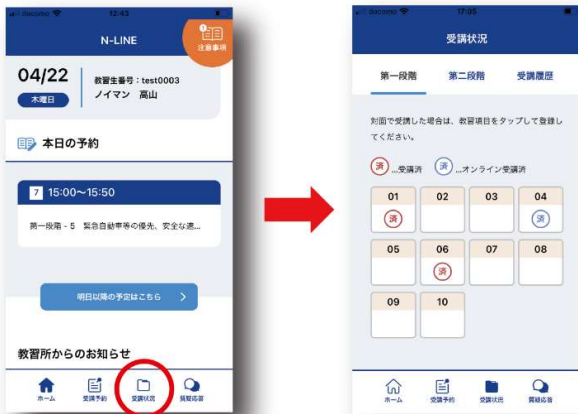 docomo 12:43
N-LINE
注意事項
04/22
木曜日
教習生番号：test0003
ノイマン 高山
本日の予約
7 15:00〜15:50
第一段階 - 5 緊急自動車等の優先、安全な速...
明日以降の予定はこちら
教習所からのお知らせ
ホーム 受講予約 受講状況 質疑応答
docomo 17:05
受講状況
第一段階 第二段階 受講履歴
対面で受講した場合は、教習項目をタップして登録し
てください。
済 ...受講済 済 ...オンライン受講済
01 02 03 04
済 済
05 06 07 08
済
09 10
ホーム 受講予約 受講状況 質疑応答